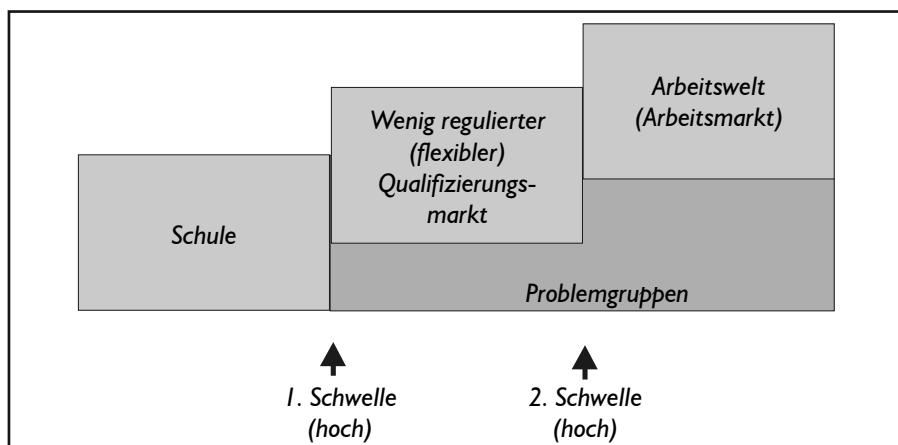 Schule
Wenig regulierter
(flexibler)
Qualifizierungs-
markt
Arbeitswelt
(Arbeitsmarkt)
Problemgruppen
1. Schwelle
(hoch)
2. Schwelle
(hoch)